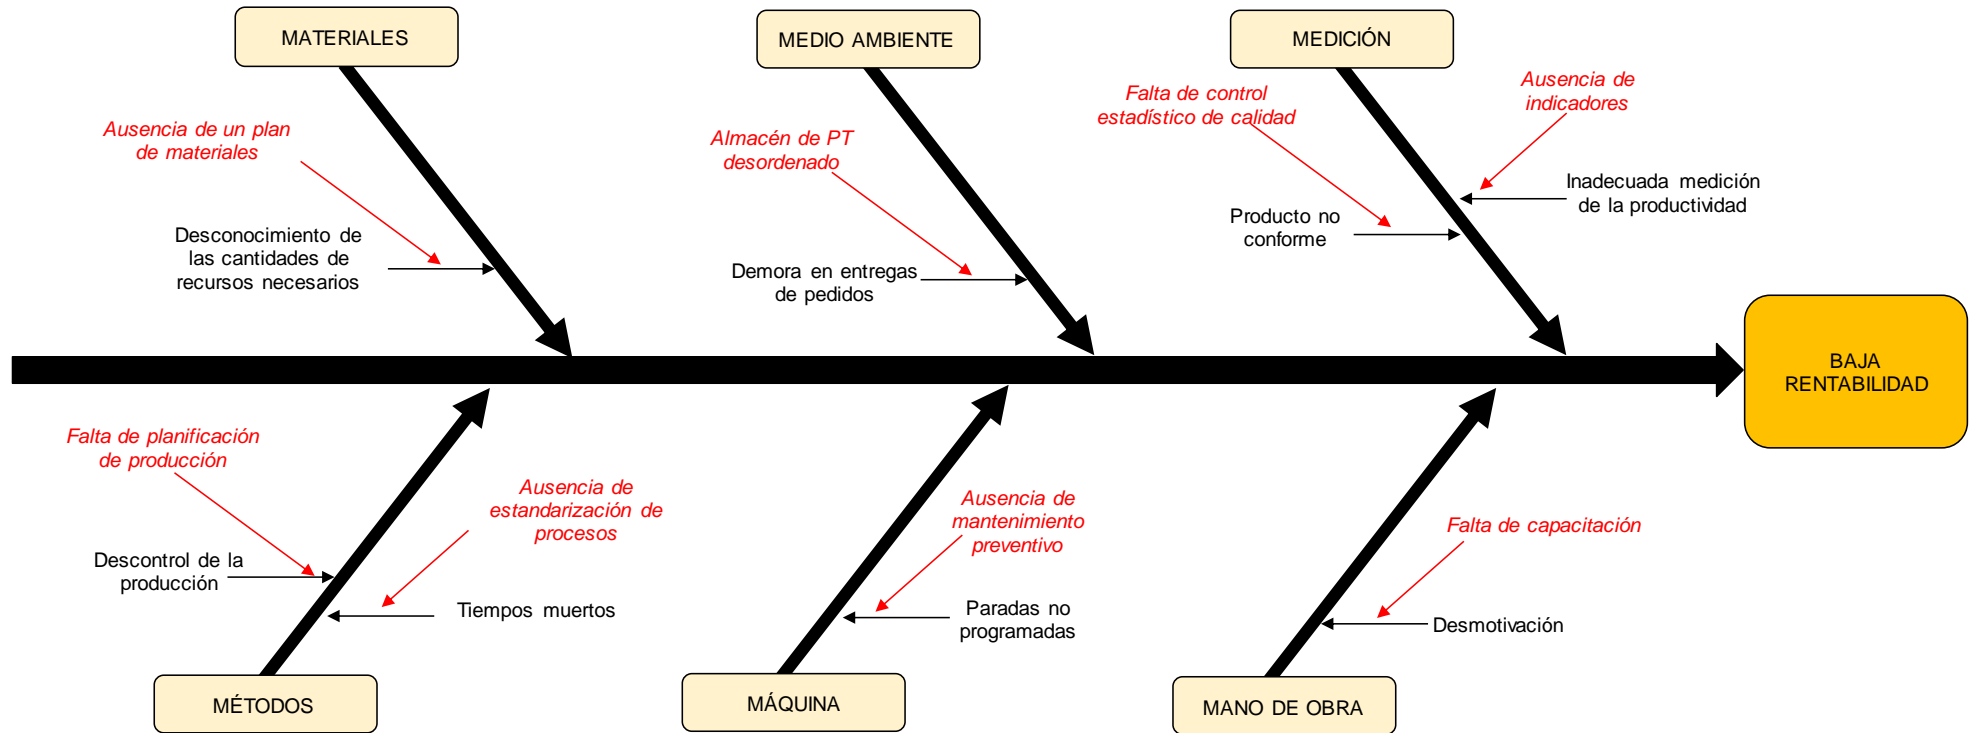 MATERIALES
MEDIO AMBIENTE
MEDICIÓN
Ausencia de un plan
de materiales
Desconocimiento de
las cantidades de
recursos necesarios
Almacén de PT
desordenado
Demora en entregas
de pedidos
Falta de control
estadístico de calidad
Producto no
conforme
Ausencia de
indicadores
Inadecuada medición
de la productividad
BAJA
RENTABILIDAD
Falta de planificación
de producción
Descontrol de la
producción
Ausencia de
estandarización de
procesos
Tiempos muertos
Ausencia de
mantenimiento
preventivo
Paradas no
programadas
Falta de capacitación
Desmotivación
MÉTODOS
MÁQUINA
MANO DE OBRA